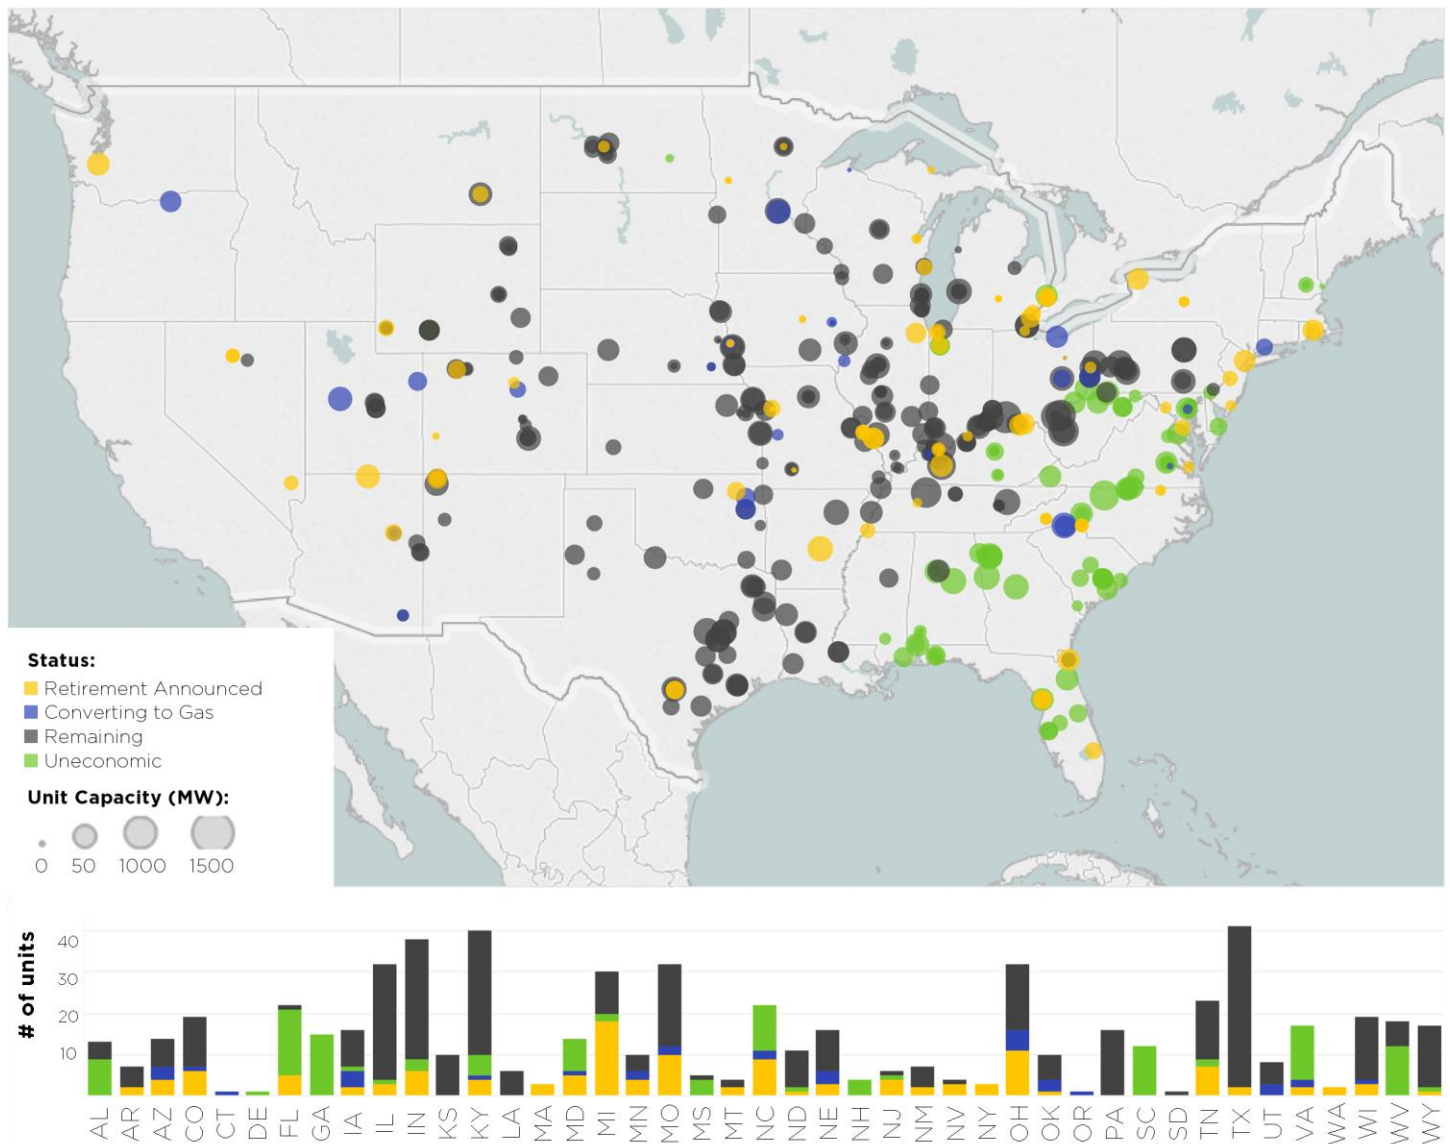 Status:
Retirement Announced
Converting to Gas
Remaining
Uneconomic
Unit Capacity (MW):
0 50 1000 1500
# of units
40
30
20
10
AL AR AZ CO CT DE FL GA IA IL IN KS KY LA MA MD MI MN MO MS MT NC ND NE NH NJ NM NV NY OH OK OR PA SC SD TN TX UT VA WA WI WV WY